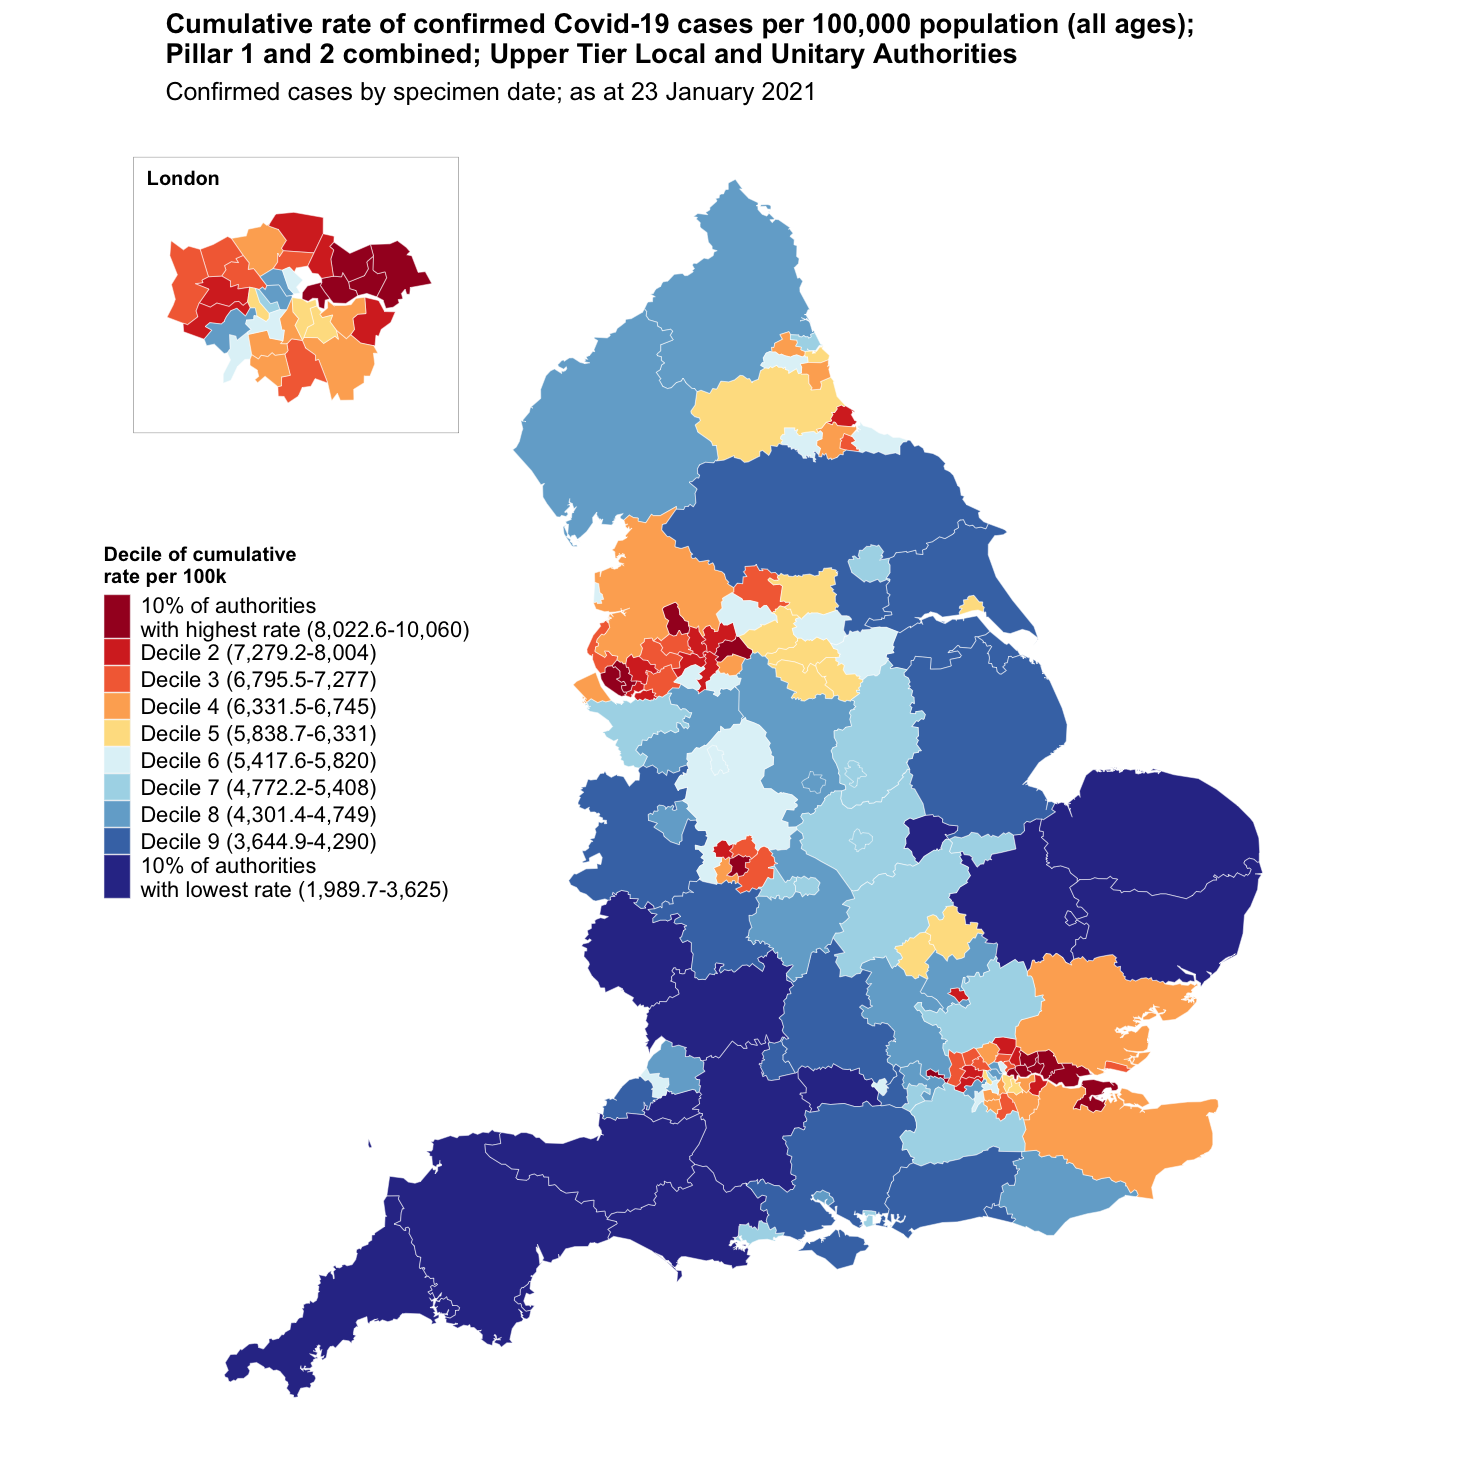 Cumulative rate of confirmed Covid-19 cases per 100,000 population (all ages);
Pillar 1 and 2 combined; Upper Tier Local and Unitary Authorities
Confirmed cases by specimen date; as at 23 January 2021
London
Decile of cumulative
rate per 100k
10% of authorities
with highest rate (8,022.6-10,060)
Decile 2 (7,279.2-8,004)
Decile 3 (6,795.5-7,277)
Decile 4 (6,331.5-6,745)
Decile 5 (5,838.7-6,331)
Decile 6 (5,417.6-5,820)
Decile 7 (4,772.2-5,408)
Decile 8 (4,301.4-4,749)
Decile 9 (3,644.9-4,290)
10% of authorities
with lowest rate (1,989.7-3,625)